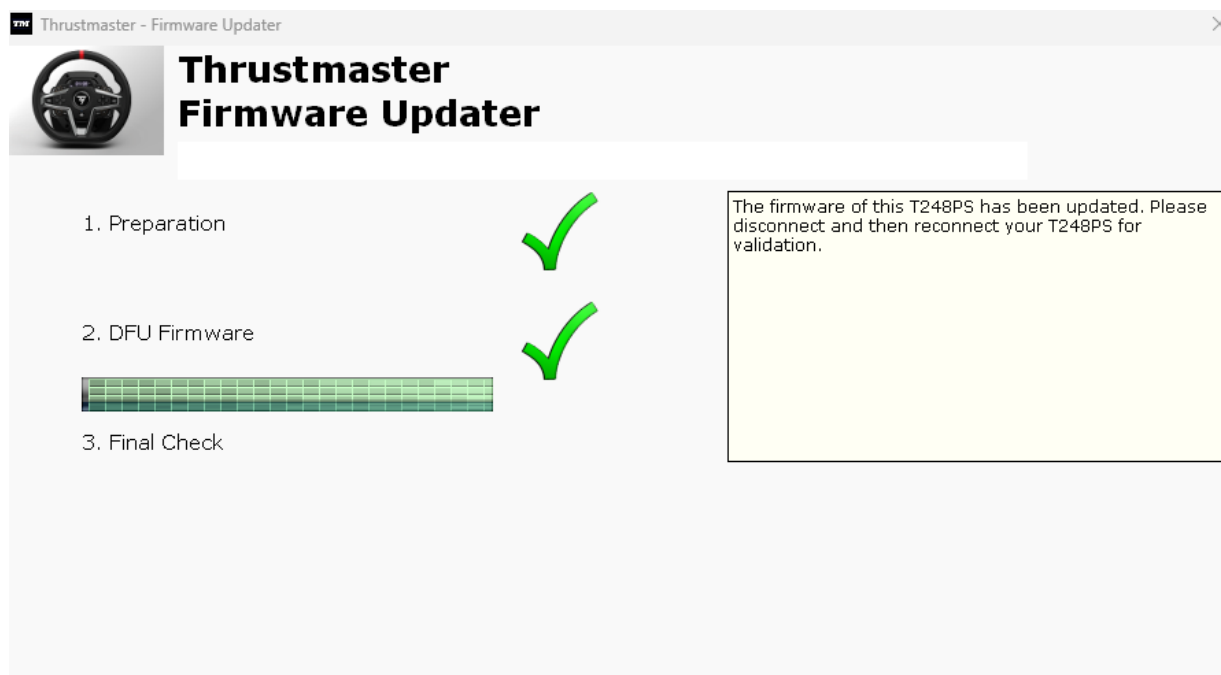 TM Thrustmaster - Firmware Updater
Thrustmaster
Firmware Updater
1. Preparation
The firmware of this T248PS has been updated. Please
disconnect and then reconnect your T248PS for
validation.
2. DFU Firmware
3. Final Check